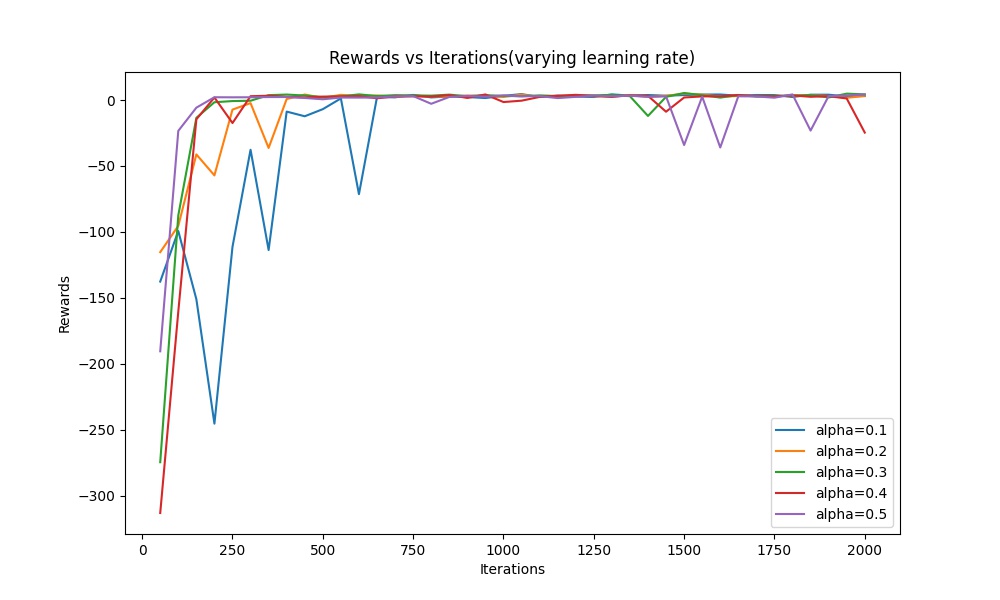 Rewards vs Iterations(varying learning rate)
Rewards
0
−50
−100
−150
−200
−250
−300
0
250
500
750
1000
1250
1500
1750
2000
Iterations
alpha=0.1
alpha=0.2
alpha=0.3
alpha=0.4
alpha=0.5